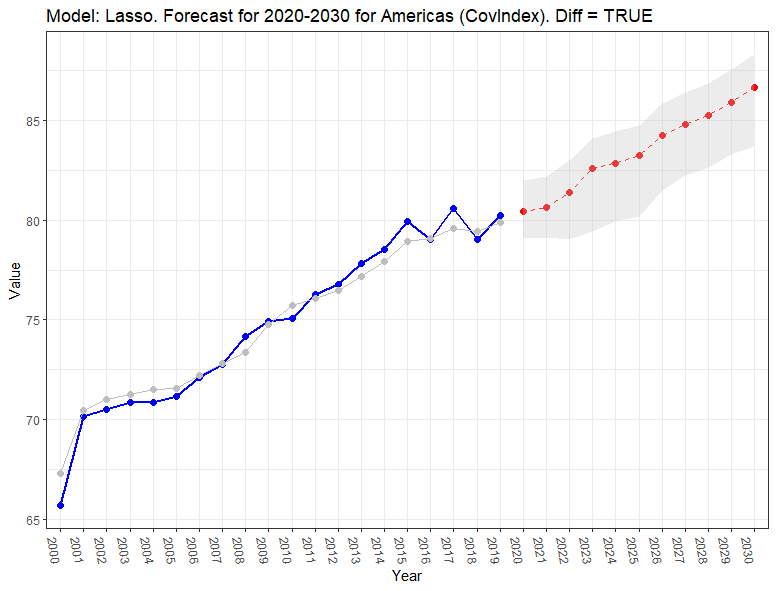 Model: Lasso. Forecast for 2020-2030 for Americas (CovIndex). Diff = TRUE
85
80
75
70
65
Value
2000 2001 2002 2003 2004 2005 2006 2007 2008 2009 2010 2011 2012 2013 2014 2015 2016 2017 2018 2019 2020 2021 2022 2023 2024 2025 2026 2027 2028 2029 2030
Year